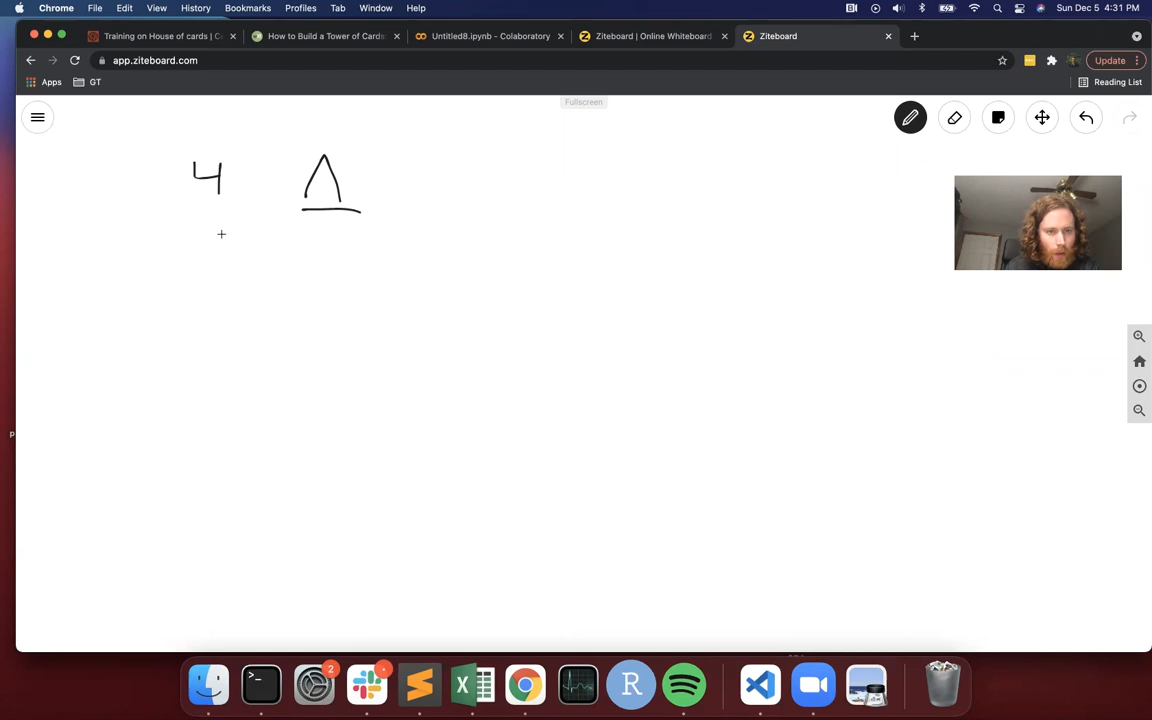 Chrome File Edit View History Bookmarks Profiles Tab Window Help Sun Dec 5 4:31 PM
Training on House of cards | C How to Build a Tower of Cards: Untitled8.ipynb - Colaboratory Ziteboard | Online Whiteboard Ziteboard
app.ziteboard.com Update
Apps GT Reading List
Fullscreen
4
2
R